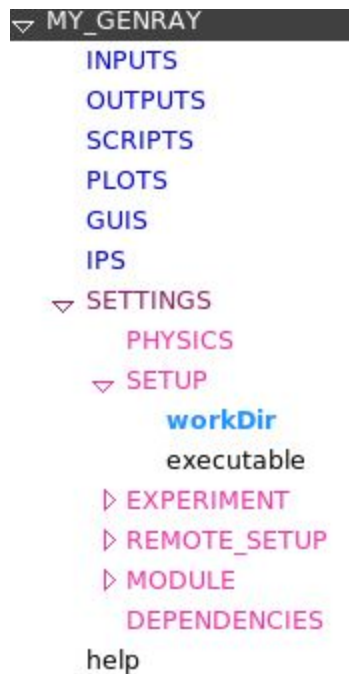 MY_GENRAY
INPUTS
OUTPUTS
SCRIPTS
PLOTS
GUIS
IPS
SETTINGS
PHYSICS
SETUP
workDir
executable
EXPERIMENT
REMOTE_SETUP
MODULE
DEPENDENCIES
help